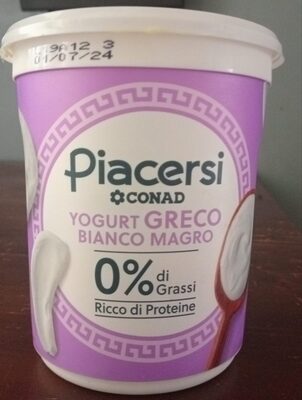 01/07/24
Piacersi
CONAD
YOGURT GRECO
BIANCO MAGRO
0% di
Grassi
Ricco di Proteine